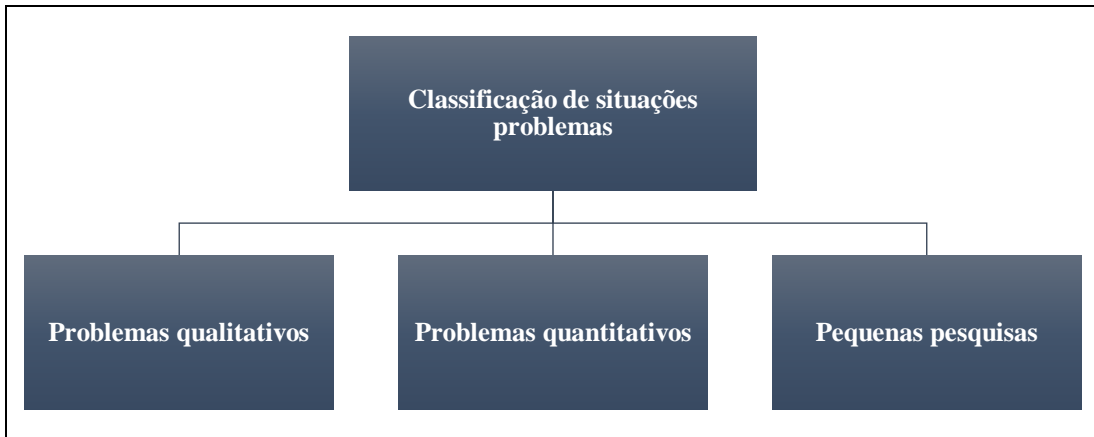 Classificação de situações
problemas
Problemas qualitativos
Problemas quantitativos
Pequenas pesquisas